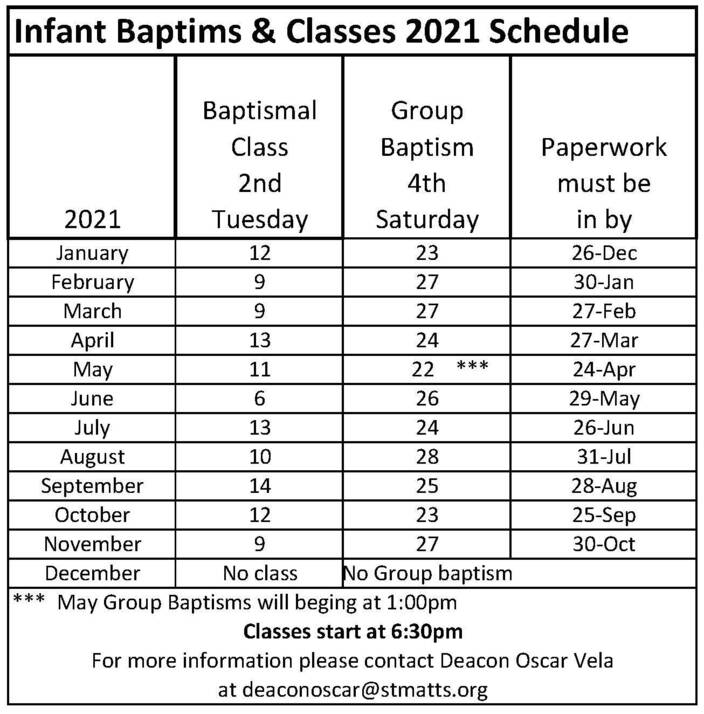 Infant Baptims & Classes 2021 Schedule
2021 Baptismal Class 2nd Tuesday Group Baptism 4th Saturday Paperwork must be in by
January 12 23 26-Dec
February 9 27 30-Jan
March 9 27 27-Feb
April 13 24 27-Mar
May 11 22 *** 24-Apr
June 6 26 29-May
July 13 24 26-Jun
August 10 28 31-Jul
September 14 25 28-Aug
October 12 23 25-Sep
November 9 27 30-Oct
December No class No Group baptism
*** May Group Baptisms will beging at 1:00pm
Classes start at 6:30pm
For more information please contact Deacon Oscar Vela
at deaconoscar@stmatts.org